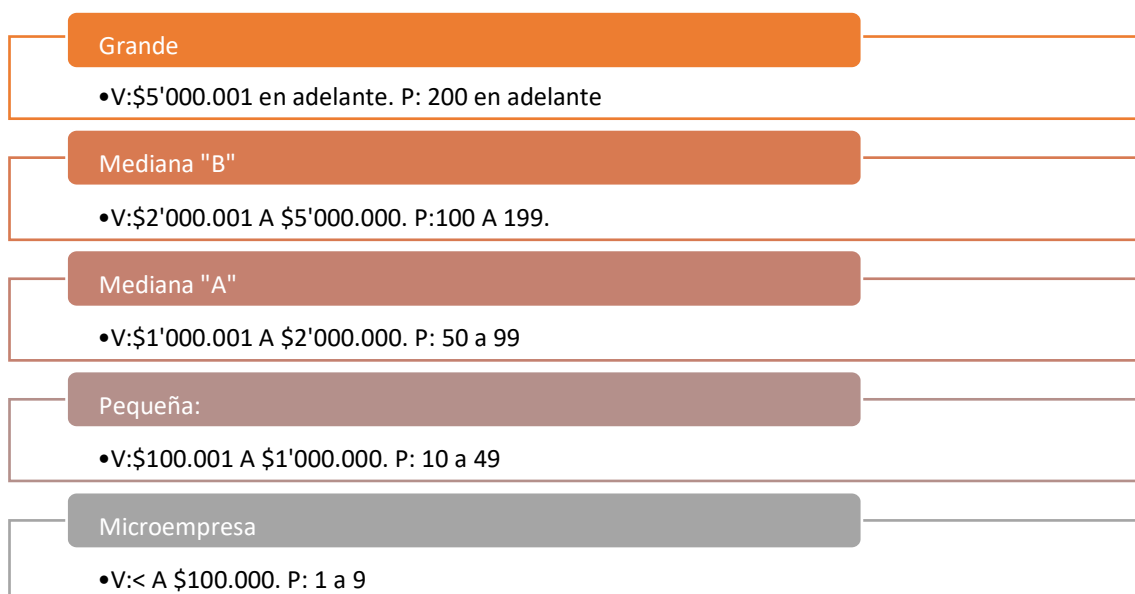 Grande
•V:$5'000.001 en adelante. P: 200 en adelante
Mediana "B"
•V:$2'000.001 A $5'000.000. P:100 A 199.
Mediana "A"
•V:$1'000.001 A $2'000.000. P: 50 a 99
Pequeña:
•V:$100.001 A $1'000.000. P: 10 a 49
Microempresa
•V:< A $100.000. P: 1 a 9